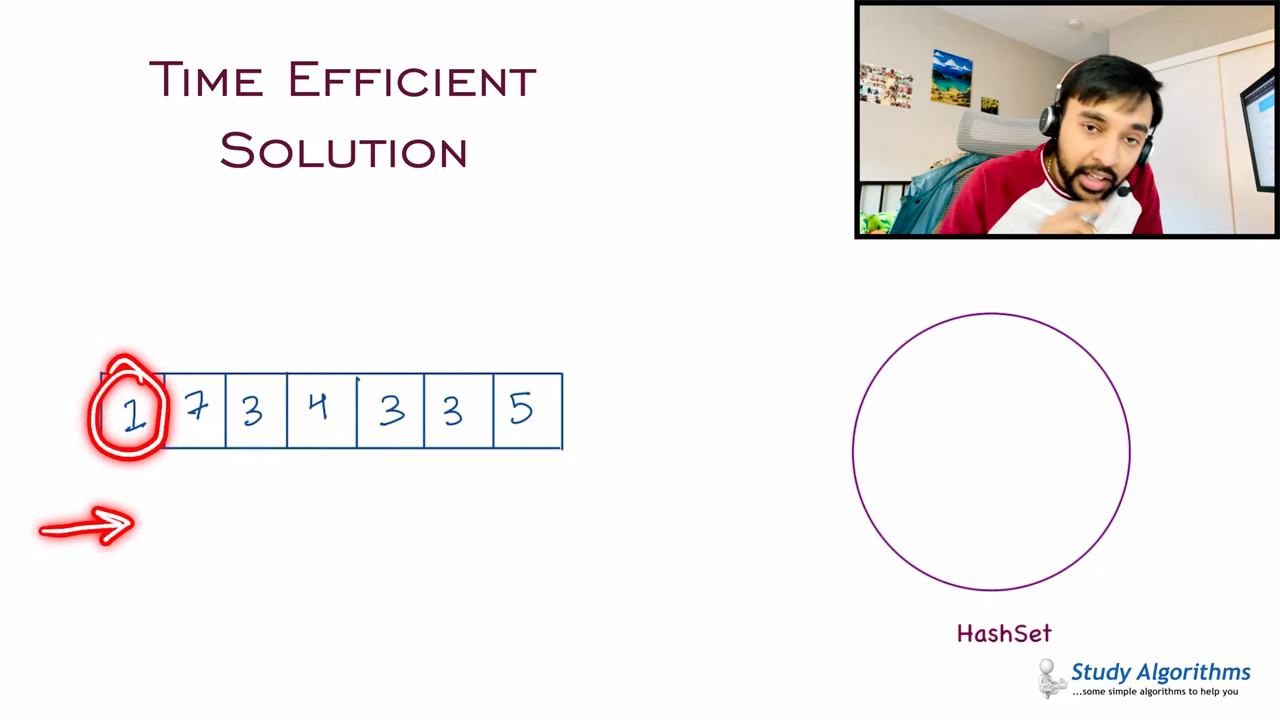 TIME EFFICIENT
SOLUTION
1 7 3 4 3 3 5
HashSet
Study Algorithms
...some simple algorithms to help you